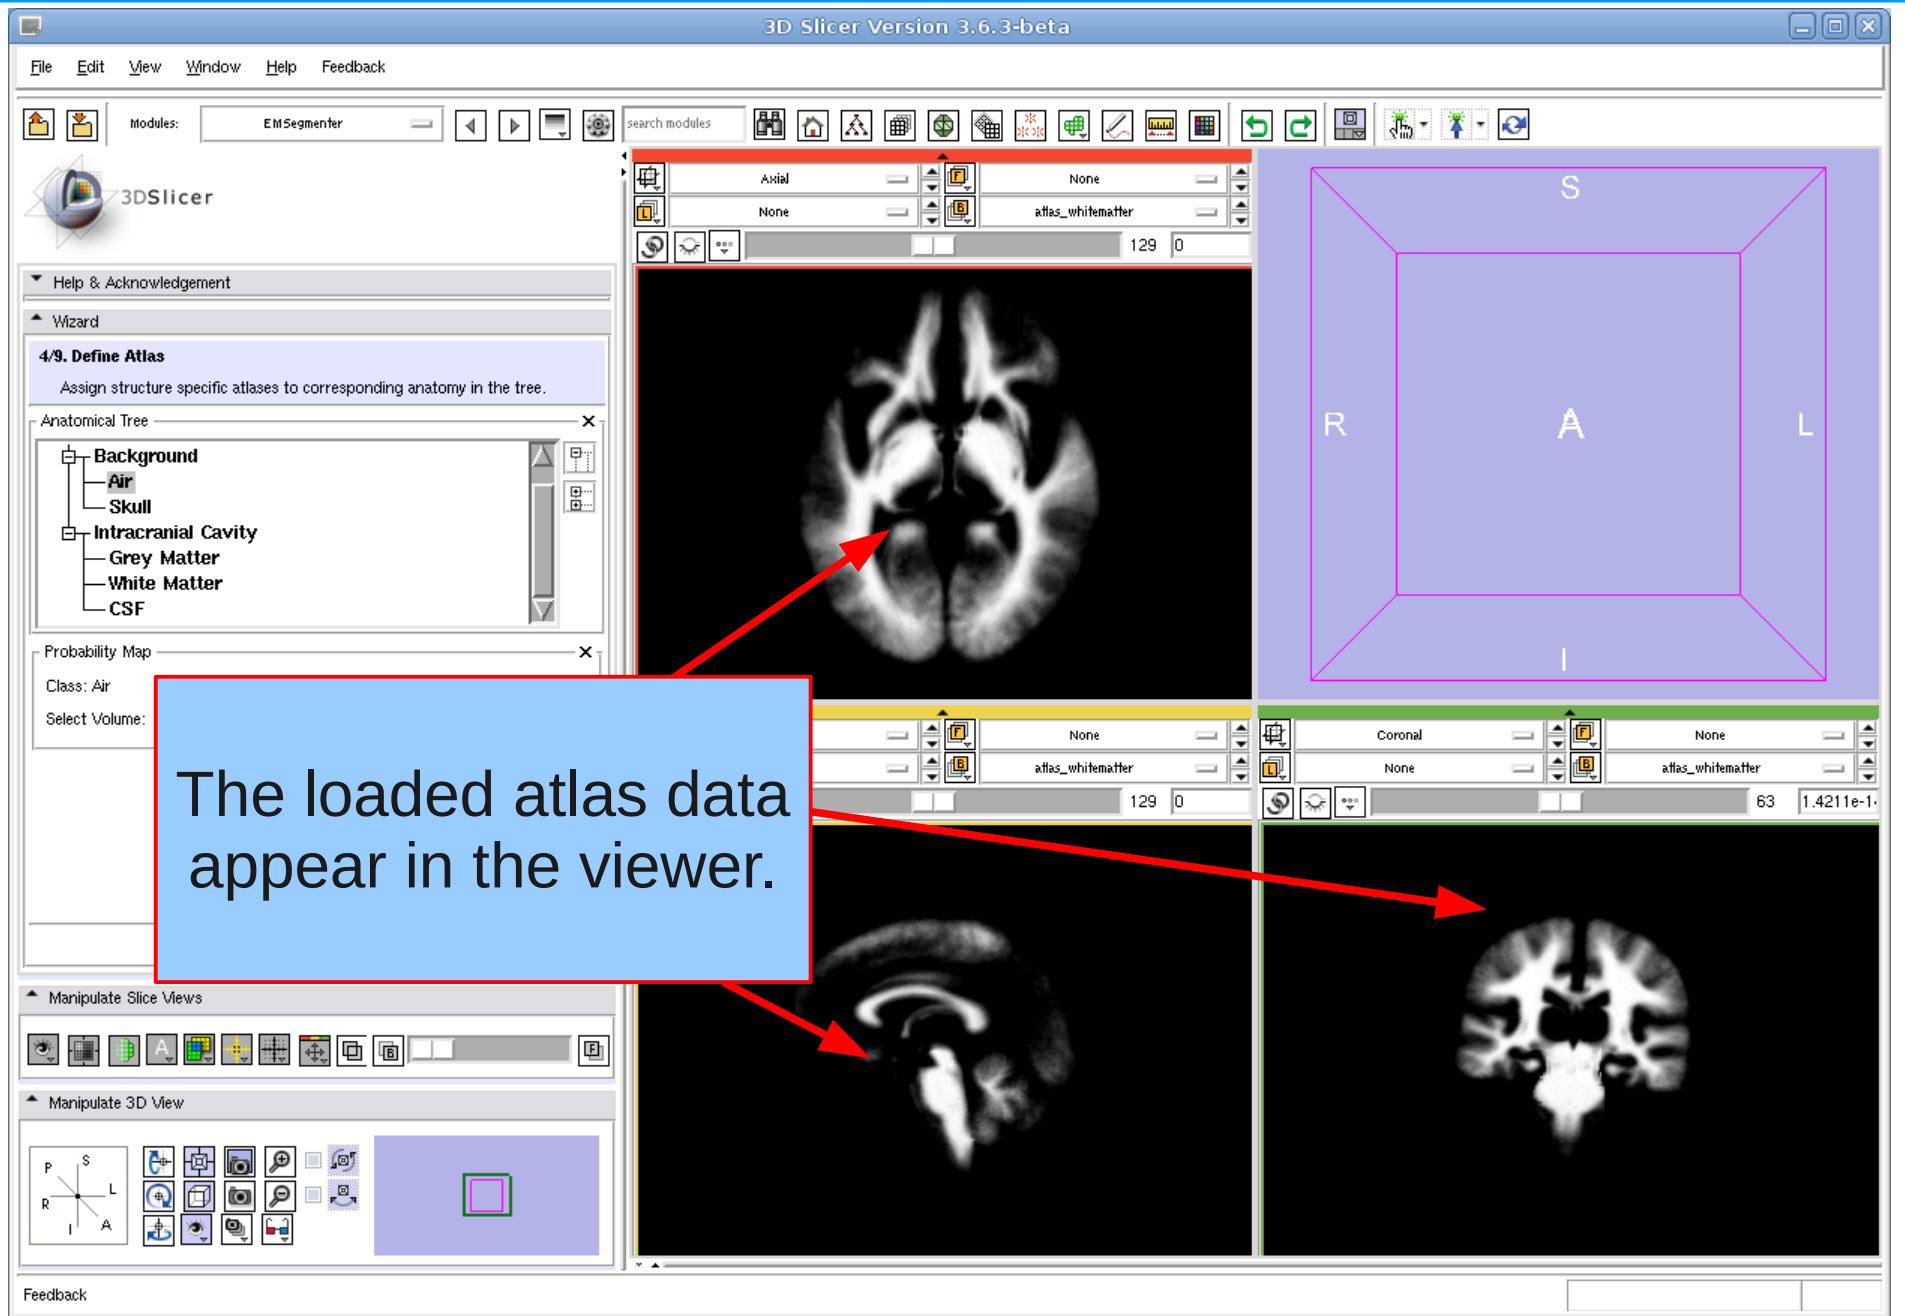 3D Slicer Version 3.6.3-beta
File Edit View Window Help Feedback
Modules: EMSegmenter search modules
3DSlicer
Help & Acknowledgement
Wizard
4/9. Define Atlas
Assign structure specific atlases to corresponding anatomy in the tree.
Anatomical Tree
Background
Air
Skull
Intracranial Cavity
Grey Matter
White Matter
CSF
Probability Map
Class: Air
Select Volume:
Manipulate Slice Views
A B F
Manipulate 3D View
P S
R L
I A
Axial F None
L None B atlas_whitematter
129 0
S
R A L
I
The loaded atlas data
appear in the viewer.
F None
B atlas_whitematter
129 0
Coronal F None
L None B atlas_whitematter
63 1.4211e-1
Feedback